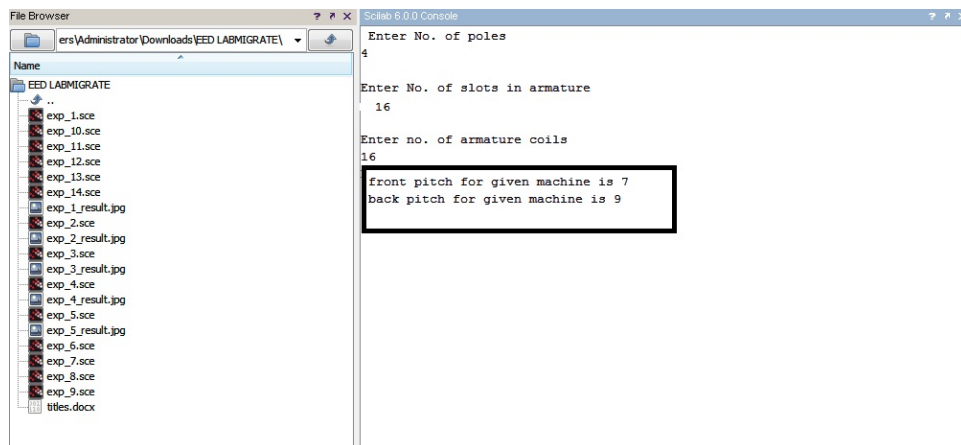 File Browser
ers\Administrator\Downloads\EED LABMIGRATE\
Name
EED LABMIGRATE
..
exp_1.sce
exp_10.sce
exp_11.sce
exp_12.sce
exp_13.sce
exp_14.sce
exp_1_result.jpg
exp_2.sce
exp_2_result.jpg
exp_3.sce
exp_3_result.jpg
exp_4.sce
exp_4_result.jpg
exp_5.sce
exp_5_result.jpg
exp_6.sce
exp_7.sce
exp_8.sce
exp_9.sce
titles.docx
Scilab 6.0.0 Console
Enter No. of poles
4
Enter No. of slots in armature
16
Enter no. of armature coils
16
front pitch for given machine is 7
back pitch for given machine is 9